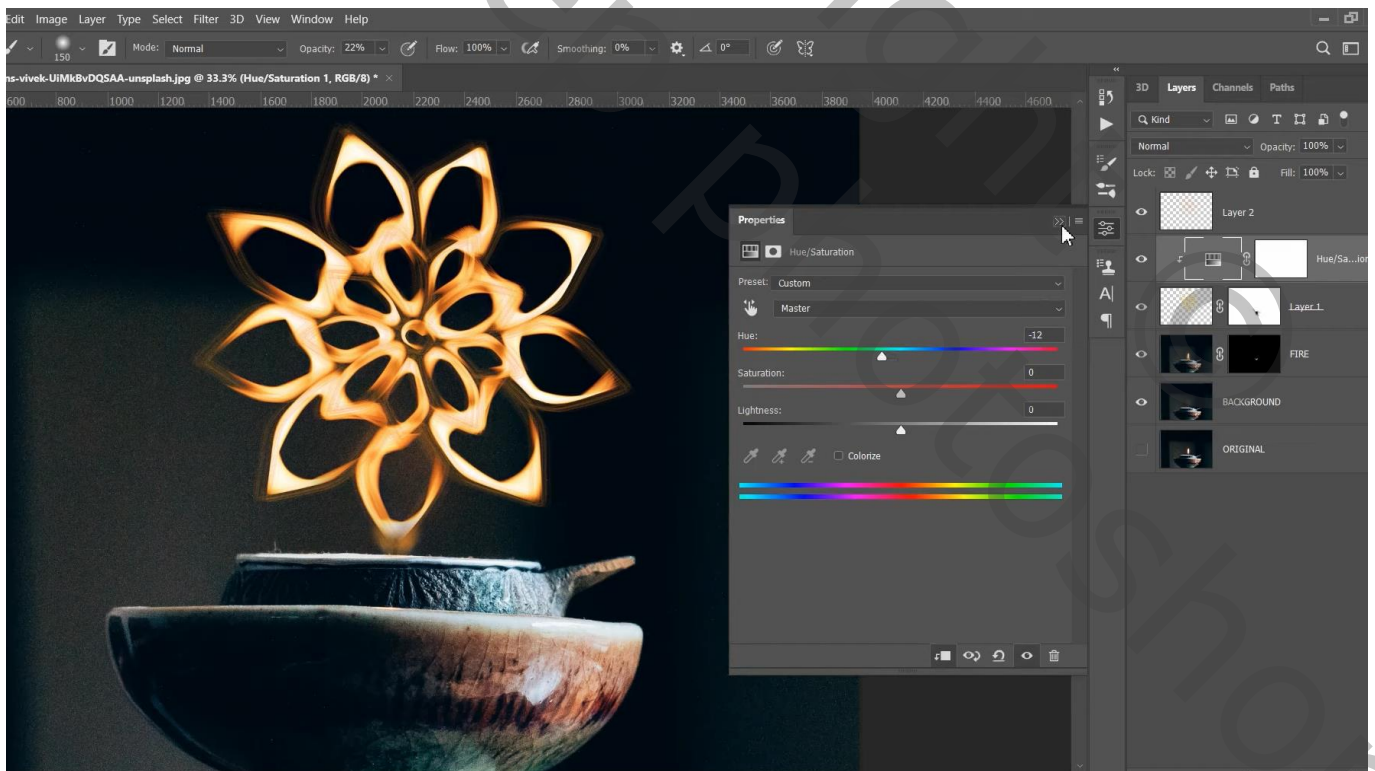 Edit Image Layer Type Select Filter 3D View Window Help
150 Mode: Normal Opacity: 22% Flow: 100% Smoothing: 0% 0°
ns-vivek-UiMkBvDQSAA-unsplash.jpg @ 33.3% (Hue/Saturation 1, RGB/8) *
600 800 1000 1200 1400 1600 1800 2000 2200 2400 2600 2800 3000 3200 3400 3600 3800 4000 4200 4400 4600
3D Layers Channels Paths
Kind
Normal Opacity: 100%
Lock: Fill: 100%
Layer 2
Hue/Sa...ion
Layer 1
FIRE
BACKGROUND
ORIGINAL
Properties
Hue/Saturation
Preset: Custom
Master
Hue: -12
Saturation: 0
Lightness: 0
Colorize
photosho